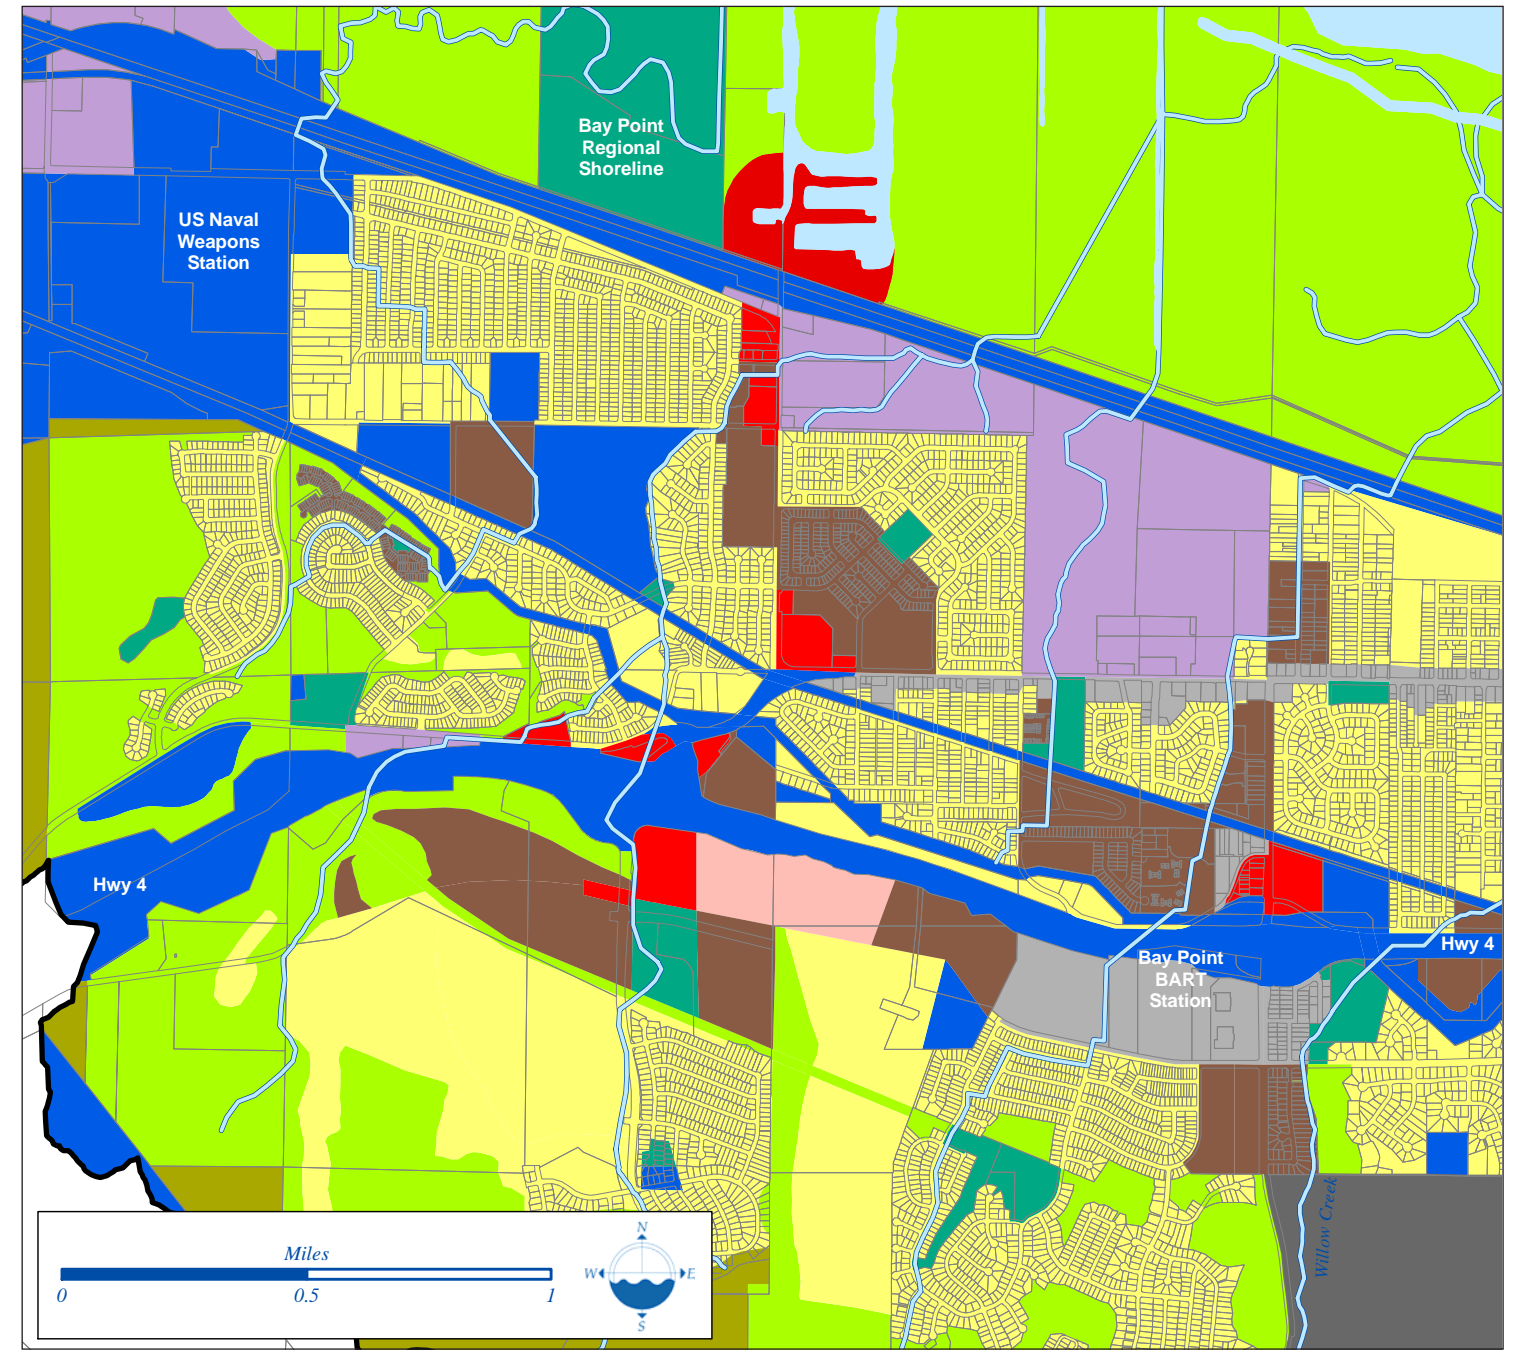 Bay Point
Regional
Shoreline
US Naval
Weapons
Station
Hwy 4
Hwy 4
Bay Point
BART
Station
Willow Creek
Miles
0 0.5 1
N
W E
S